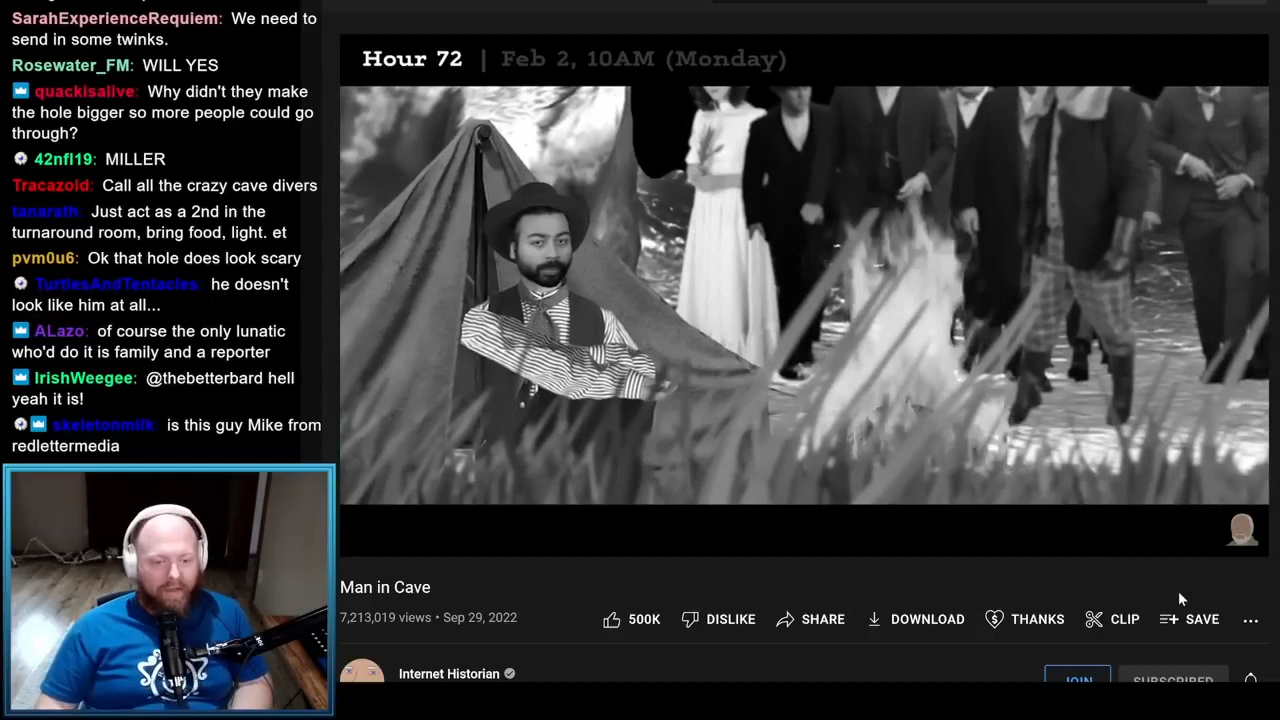 SarahExperienceRequiem: We need to
send in some twinks.
Rosewater_FM: WILL YES
quackisalive: Why didn't they make
the hole bigger so more people could go
through?
42nfl19: MILLER
Tracazoid: Call all the crazy cave divers
tanarath: Just act as a 2nd in the
turnaround room, bring food, light. et
pvm0u6: Ok that hole does look scary
TurtlesAndTentacles: he doesn't
look like him at all...
ALazo: of course the only lunatic
who'd do it is family and a reporter
IrishWeegee: @thebetterbard hell
yeah it is!
skeletonmilk: is this guy Mike from
redlettermedia
Hour 72 | Feb 2, 10AM (Monday)
Man in Cave
7,213,019 views • Sep 29, 2022
500K DISLIKE SHARE DOWNLOAD THANKS CLIP SAVE
Internet Historian
JOIN SUBSCRIBED